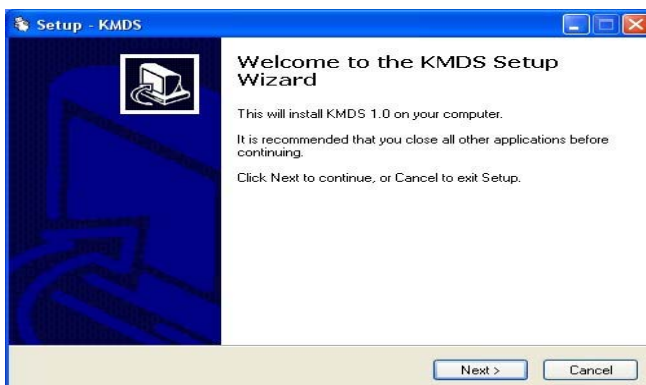 Setup - KMDS
Welcome to the KMDS Setup
Wizard
This will install KMDS 1.0 on your computer.
It is recommended that you close all other applications before
continuing.
Click Next to continue, or Cancel to exit Setup.
Next >
Cancel